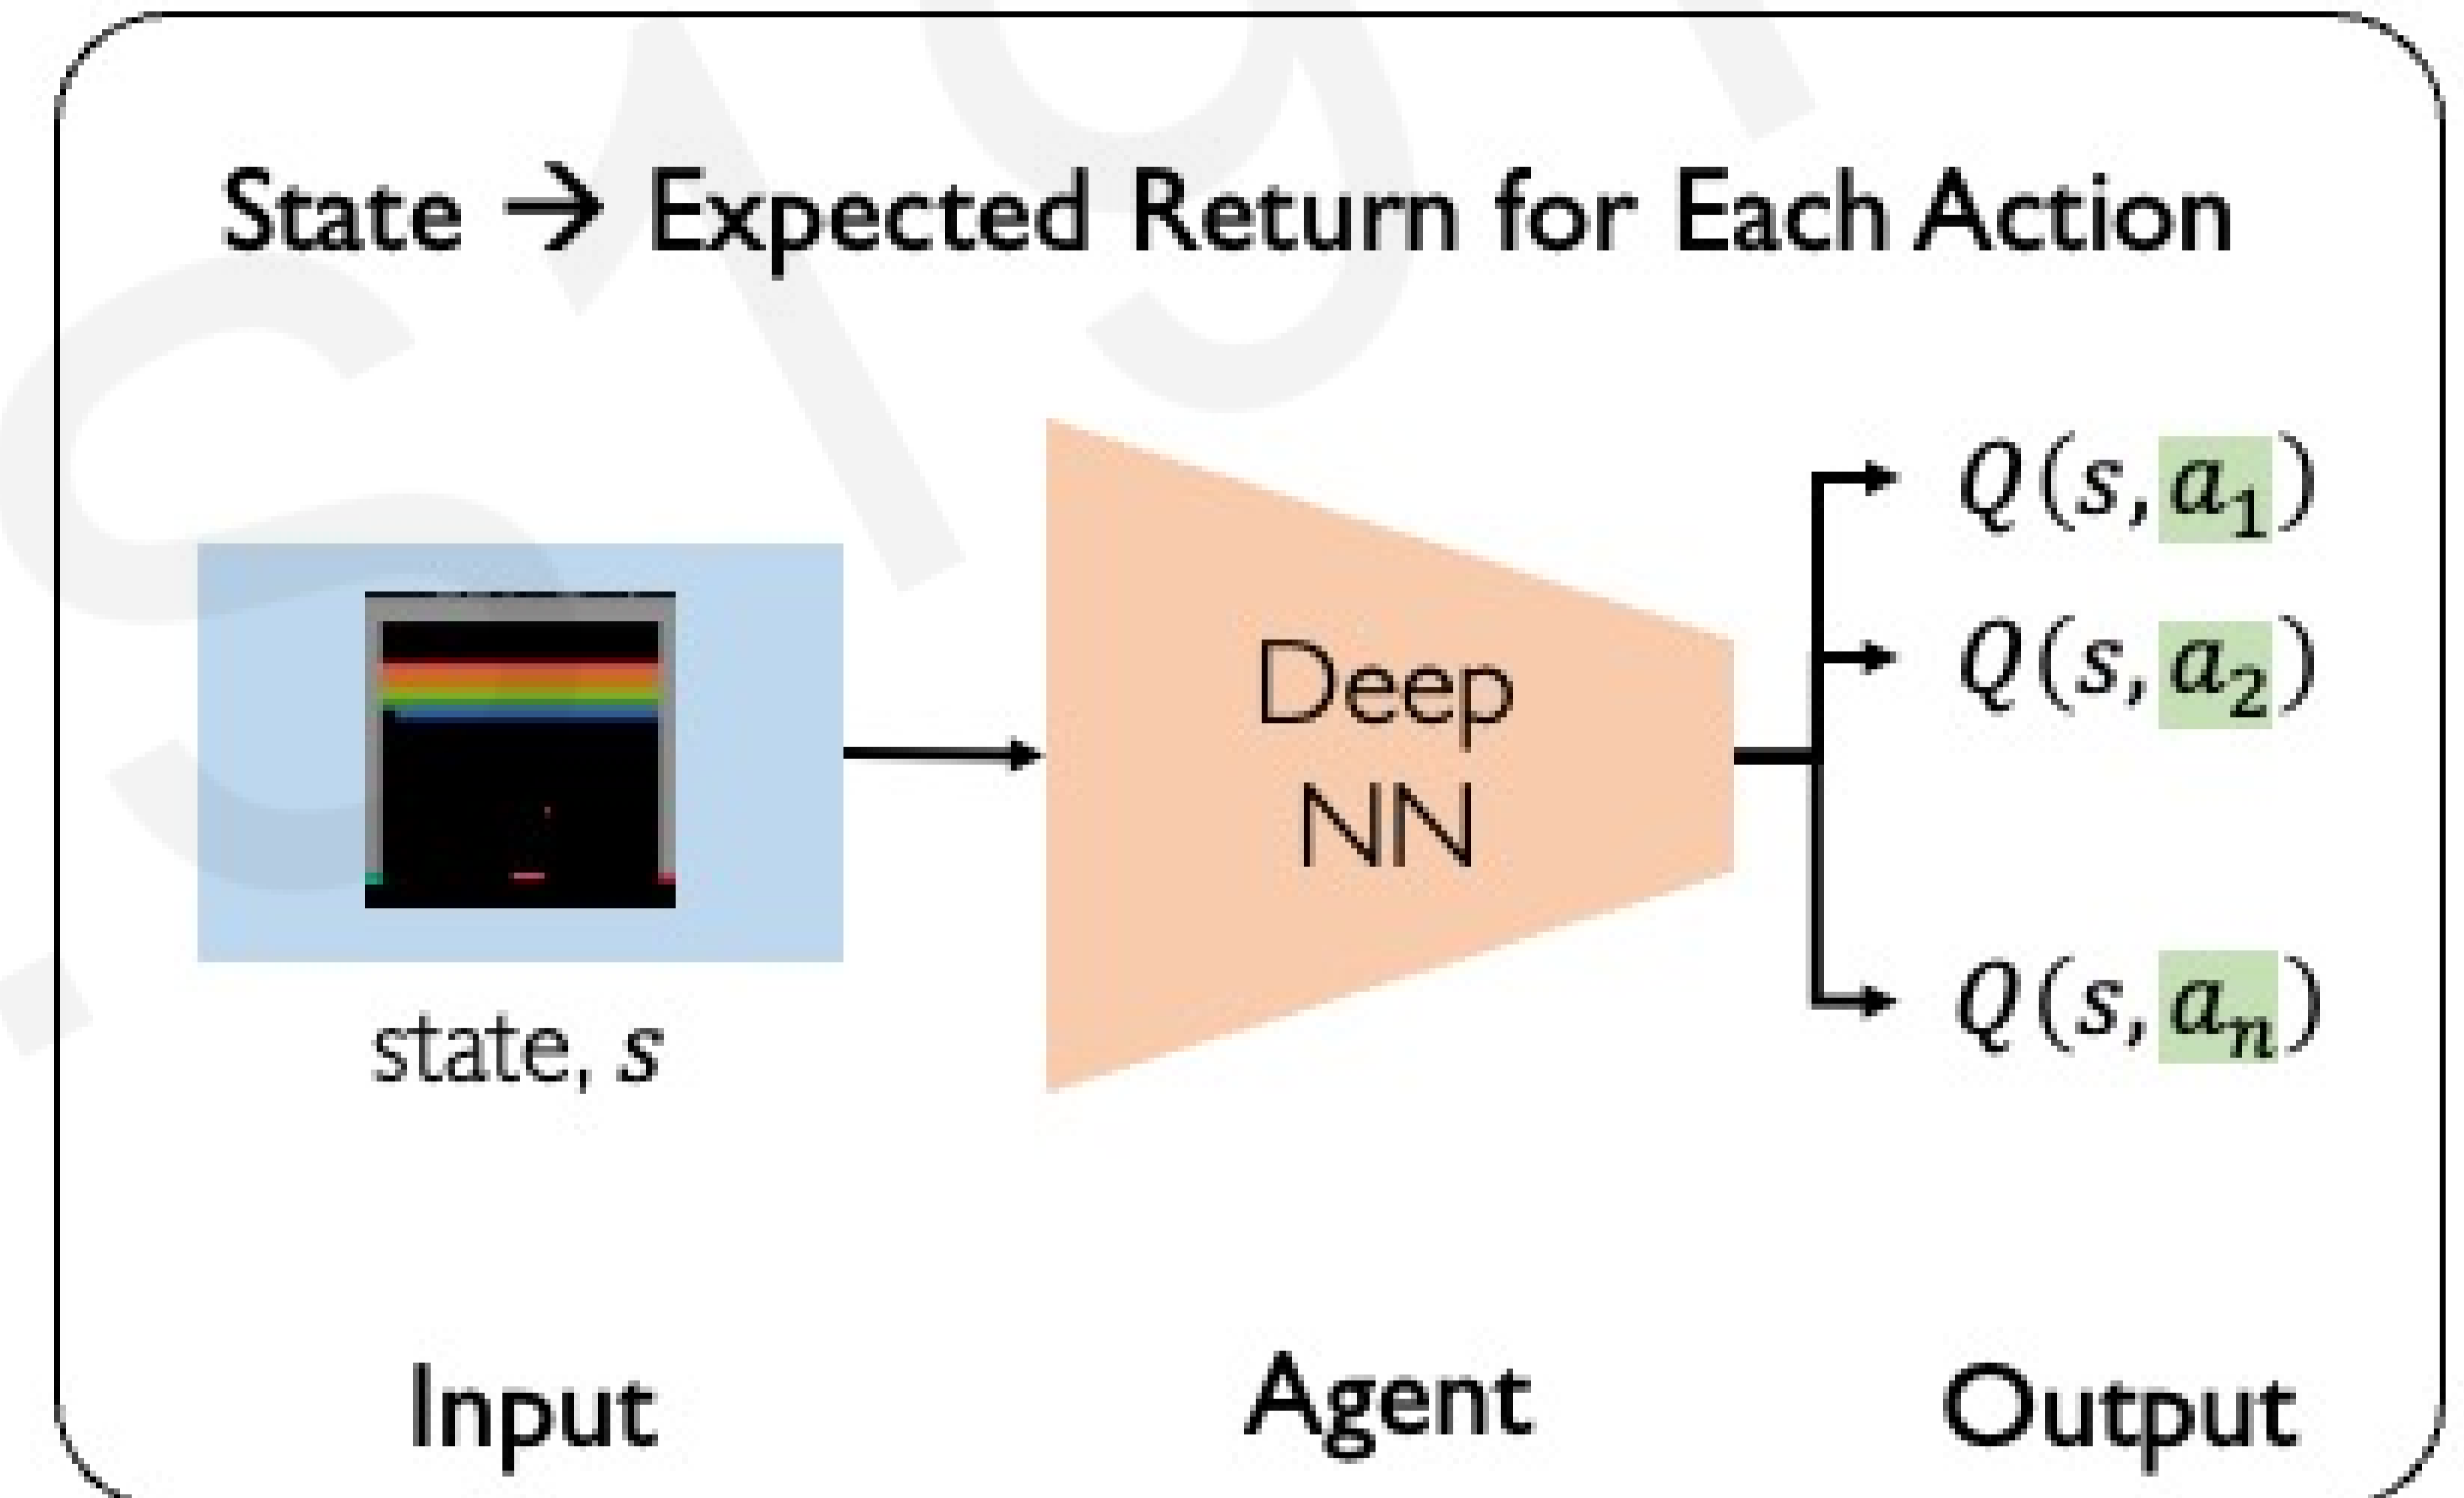 State → Expected Return for Each Action
Q(s, a₁)
Q(s, a₂)
Deep
NN
Q(s, aₙ)
state, s
Input
Agent
Output